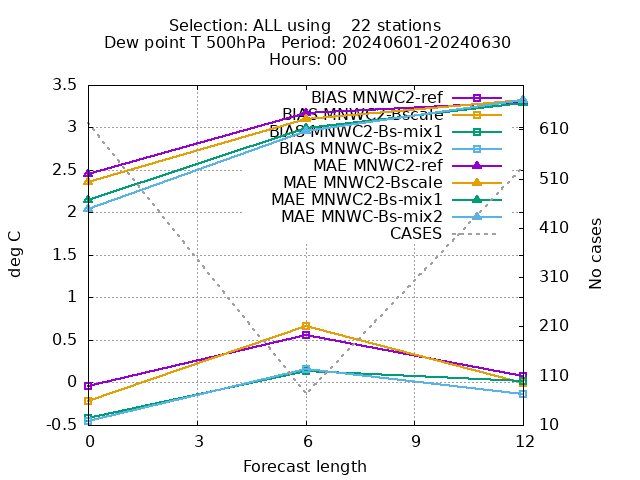 Selection: ALL using    22 stations
Dew point T 500hPa   Period: 20240601-20240630
Hours: 00
BIAS MNWC2-ref
BIAS MNWC2-Bscale
BIAS MNWC2-Bs-mix1
BIAS MNWC-Bs-mix2
MAE MNWC2-ref
MAE MNWC2-Bscale
MAE MNWC2-Bs-mix1
MAE MNWC-Bs-mix2
CASES
3.5
3
2.5
2
1.5
1
0.5
0
-0.5
deg C
610
510
410
310
210
110
10
No cases
0 3 6 9 12
Forecast length